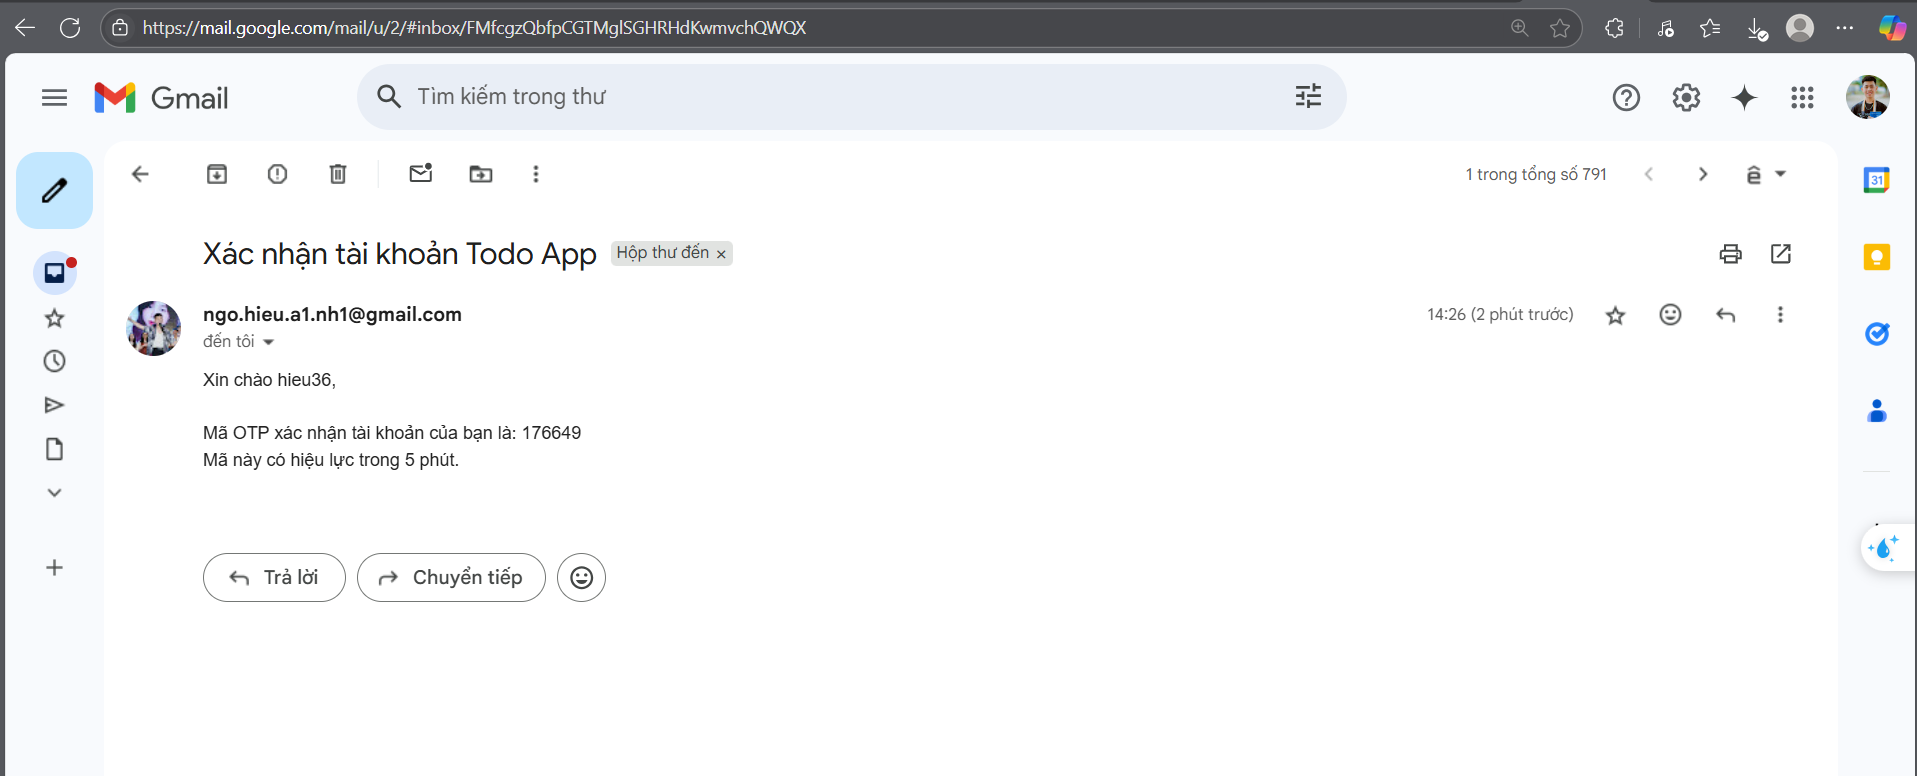 https://mail.google.com/mail/u/2/#inbox/FMfcgzQbfpCGTMglSGHRHdKwmvchQWQX
Gmail
Tìm kiếm trong thư
1 trong tổng số 791
ê
31
Xác nhận tài khoản Todo App
Hộp thư đến ×
ngo.hieu.a1.nh1@gmail.com
14:26 (2 phút trước)
đến tôi
Xin chào hieu36,
Mã OTP xác nhận tài khoản của bạn là: 176649
Mã này có hiệu lực trong 5 phút.
Trả lời
Chuyển tiếp